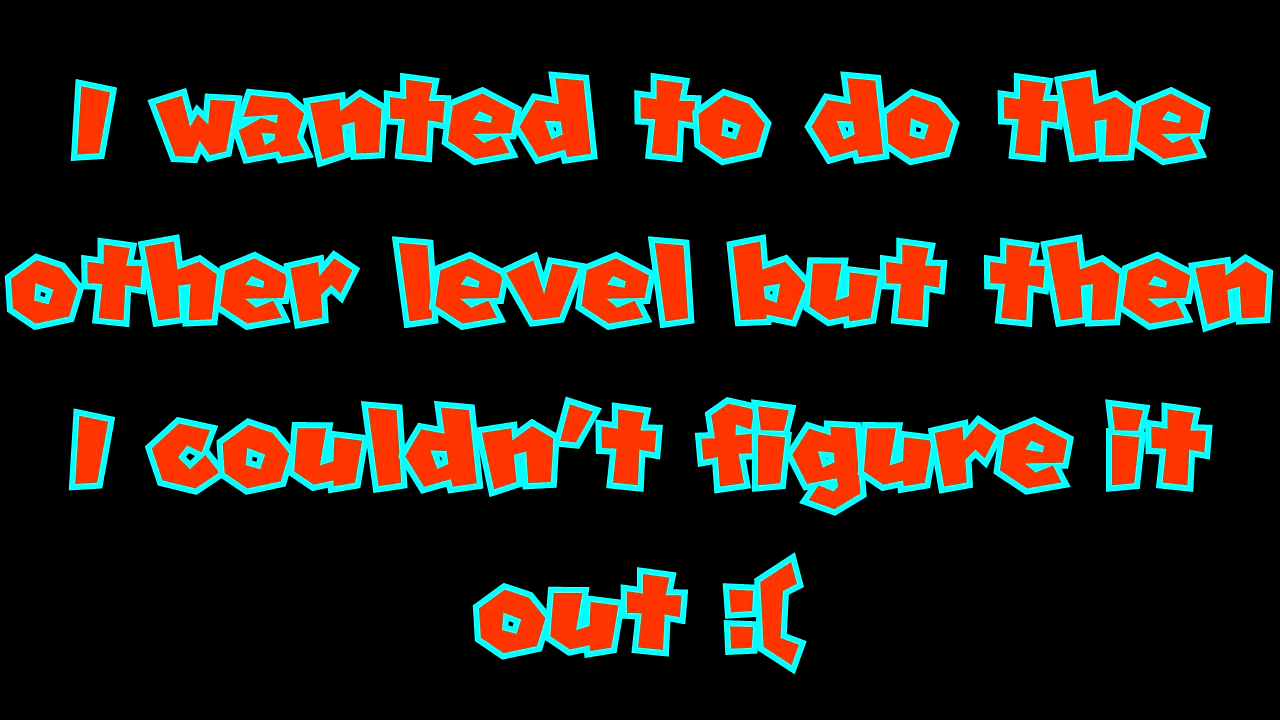 I wanted to do the
other level but then
I couldn't figure it
out :(